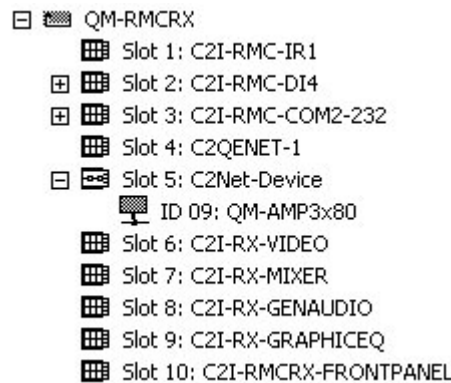 QM-RMCRX
Slot 1: C2I-RMC-IR1
Slot 2: C2I-RMC-DI4
Slot 3: C2I-RMC-COM2-232
Slot 4: C2QENET-1
Slot 5: C2Net-Device
ID 09: QM-AMP3x80
Slot 6: C2I-RX-VIDEO
Slot 7: C2I-RX-MIXER
Slot 8: C2I-RX-GENAUDIO
Slot 9: C2I-RX-GRAPHICEQ
Slot 10: C2I-RMCRX-FRONTPANEL